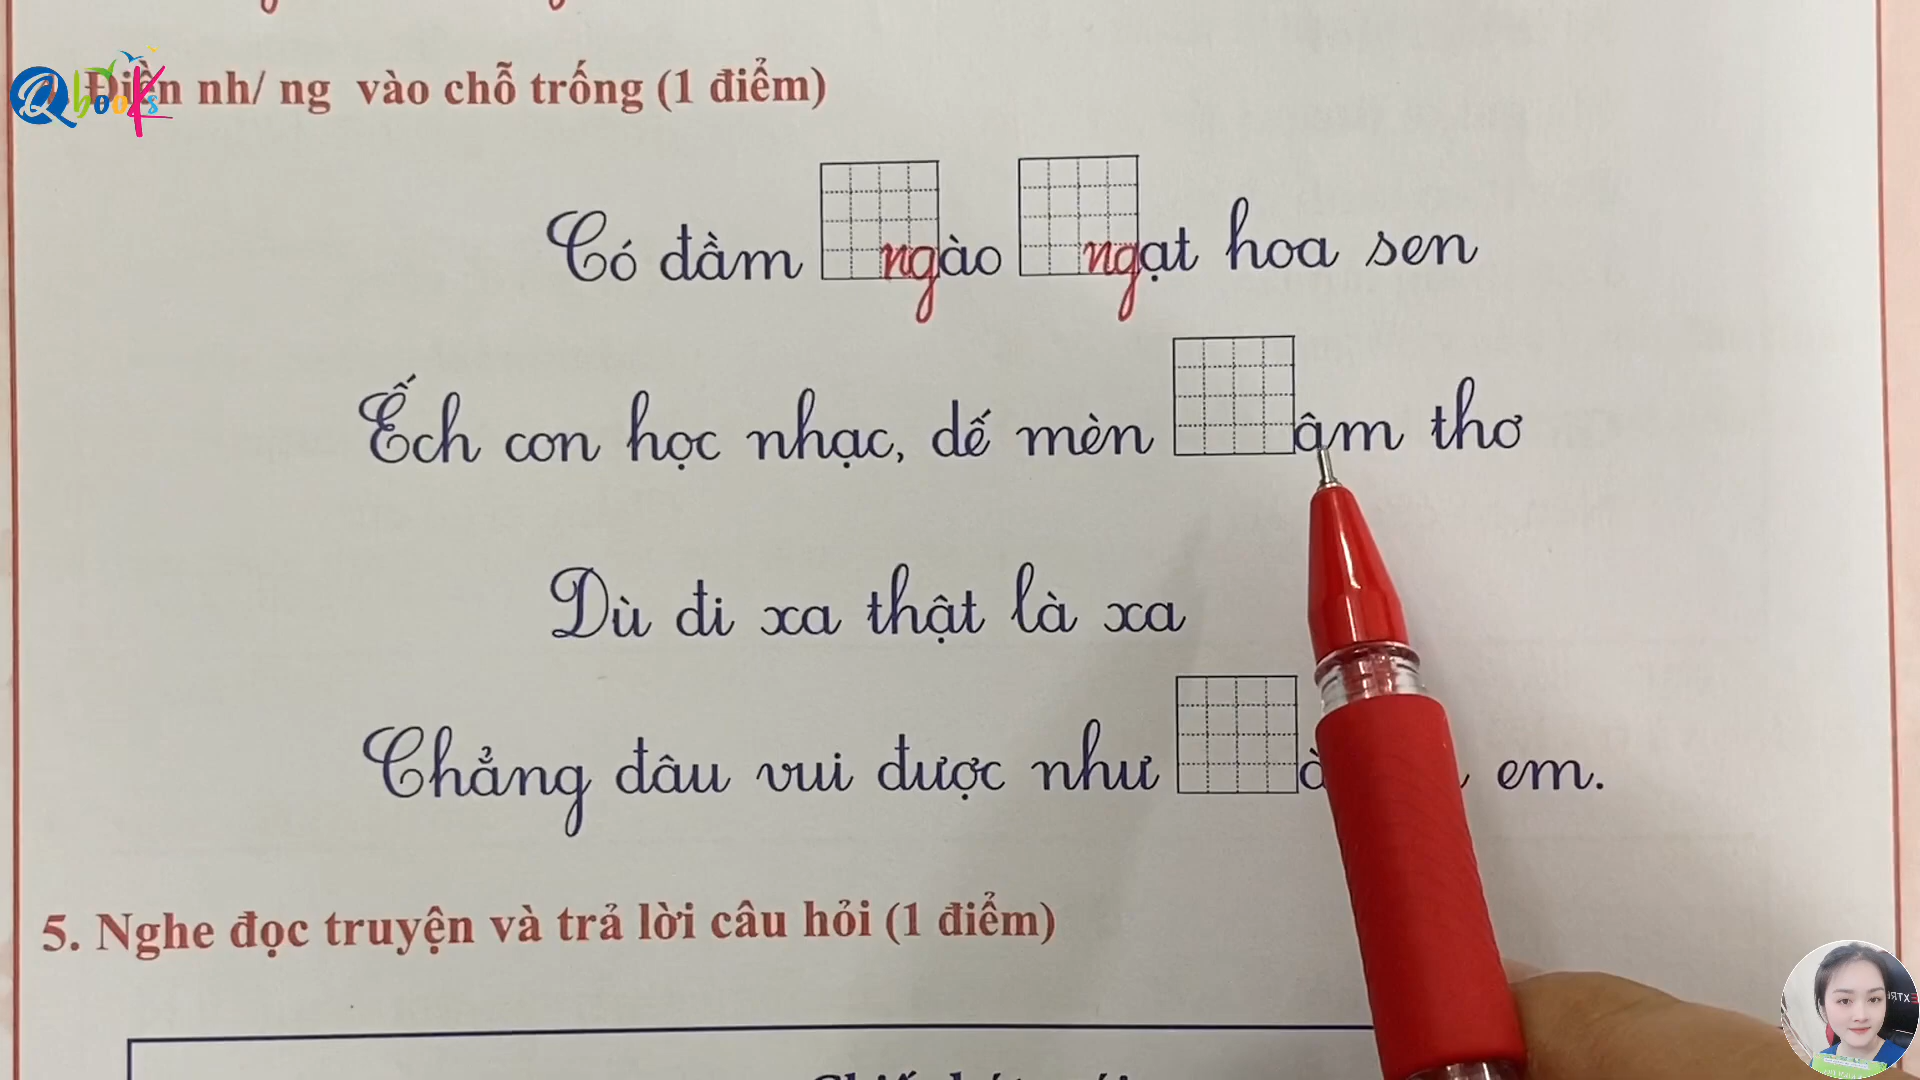 Qbooks
Điền nh/ ng vào chỗ trống (1 điểm)
Có đầm ngào ngạt hoa sen
Ếch con học nhạc, dế mèn âm thơ
Dù đi xa thật là xa
Chẳng đâu vui được như em.
5. Nghe đọc truyện và trả lời câu hỏi (1 điểm)